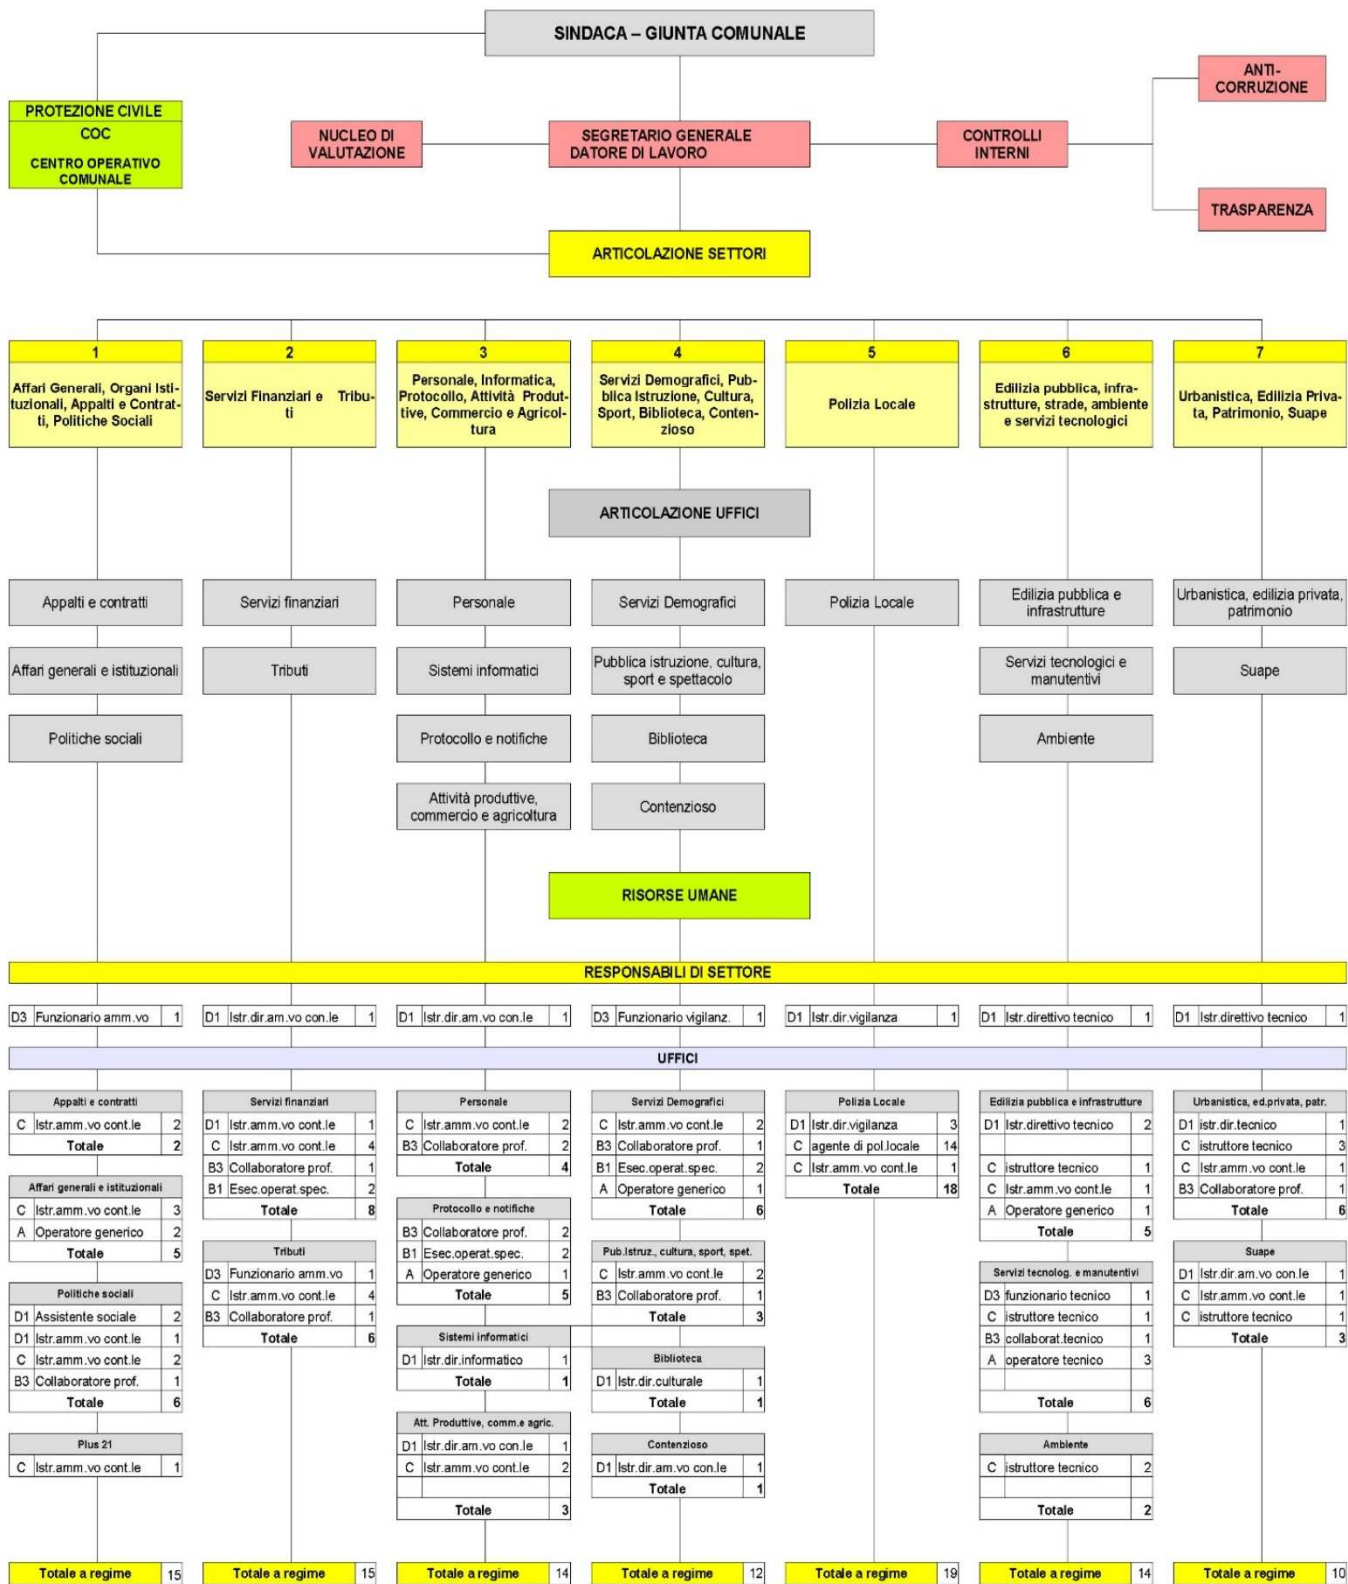 SINDACA – GIUNTA COMUNALE
ANTI-
CORRUZIONE
PROTEZIONE CIVILE
COC
CENTRO OPERATIVO
COMUNALE
NUCLEO DI
VALUTAZIONE
SEGRETARIO GENERALE
DATORE DI LAVORO
CONTROLLI
INTERNI
TRASPARENZA
ARTICOLAZIONE SETTORI
1
Affari Generali, Organi Isti-
tuzionali, Appalti e Contrat-
ti, Politiche Sociali
2
Servizi Finanziari e Tribu-
ti
3
Personale, Informatica,
Protocollo, Attività Produt-
tive, Commercio e Agricol-
tura
4
Servizi Demografici, Pub-
blica Istruzione, Cultura,
Sport, Biblioteca, Conten-
zioso
5
Polizia Locale
6
Edilizia pubblica, infra-
strutture, strade, ambiente
e servizi tecnologici
7
Urbanistica, Edilizia Priva-
ta, Patrimonio, Suape
ARTICOLAZIONE UFFICI
Appalti e contratti
Affari generali e istituzionali
Politiche sociali
Servizi finanziari
Tributi
Personale
Sistemi informatici
Protocollo e notifiche
Attività produttive,
commercio e agricoltura
Servizi Demografici
Pubblica istruzione, cultura,
sport e spettacolo
Biblioteca
Contenzioso
Polizia Locale
Edilizia pubblica e
infrastrutture
Servizi tecnologici e
manutentivi
Ambiente
Urbanistica, edilizia privata,
patrimonio
Suape
RISORSE UMANE
RESPONSABILI DI SETTORE
D3 Funzionario amm.vo 1
D1 Istr.dir.am.vo con.le 1
D1 Istr.dir.am.vo con.le 1
D3 Funzionario vigilanz. 1
D1 Istr.dir.vigilanza 1
D1 Istr.direttivo tecnico 1
D1 Istr.direttivo tecnico 1
UFFICI
Appalti e contratti
C Istr.amm.vo cont.le 2
Totale 2
Affari generali e istituzionali
C Istr.amm.vo cont.le 3
A Operatore generico 2
Totale 5
Politiche sociali
D1 Assistente sociale 2
D1 Istr.amm.vo cont.le 1
C Istr.amm.vo cont.le 2
B3 Collaboratore prof. 1
Totale 6
Plus 21
C Istr.amm.vo cont.le 1
Totale a regime 15
Servizi finanziari
D1 Istr.amm.vo cont.le 1
C Istr.amm.vo cont.le 4
B3 Collaboratore prof. 1
B1 Esec.operat.spec. 2
Totale 8
Tributi
D3 Funzionario amm.vo 1
C Istr.amm.vo cont.le 4
B3 Collaboratore prof. 1
Totale 6
Totale a regime 15
Personale
C Istr.amm.vo cont.le 2
B3 Collaboratore prof. 2
Totale 4
Protocollo e notifiche
B3 Collaboratore prof. 2
B1 Esec.operat.spec. 2
A Operatore generico 1
Totale 5
Sistemi informatici
D1 Istr.dir.informatico 1
Totale 1
Att. Produttive, comm.e agric.
D1 Istr.dir.am.vo con.le 1
C Istr.amm.vo cont.le 2
Totale 3
Totale a regime 14
Servizi Demografici
C Istr.amm.vo cont.le 2
B3 Collaboratore prof. 1
B1 Esec.operat.spec. 2
A Operatore generico 1
Totale 6
Pub.Istruz., cultura, sport, spet.
C Istr.amm.vo cont.le 2
B3 Collaboratore prof. 1
Totale 3
Biblioteca
D1 Istr.dir.culturale 1
Totale 1
Contenzioso
D1 Istr.dir.am.vo con.le 1
Totale 1
Totale a regime 12
Polizia Locale
D1 Istr.dir.vigilanza 3
C agente di pol.locale 14
C Istr.amm.vo cont.le 1
Totale 18
Totale a regime 19
Edilizia pubblica e infrastrutture
D1 Istr.direttivo tecnico 2
C istruttore tecnico 1
C Istr.amm.vo cont.le 1
A Operatore generico 1
Totale 5
Servizi tecnolog. e manutentivi
D3 funzionario tecnico 1
C istruttore tecnico 1
B3 collaborat.tecnico 1
A operatore tecnico 3
Totale 6
Ambiente
C istruttore tecnico 2
Totale 2
Totale a regime 14
Urbanistica, ed.privata, patr.
D1 istr.dir.tecnico 1
C istruttore tecnico 3
C Istr.amm.vo cont.le 1
B3 Collaboratore prof. 1
Totale 6
Suape
D1 Istr.dir.am.vo con.le 1
C Istr.amm.vo cont.le 1
C istruttore tecnico 1
Totale 3
Totale a regime 10